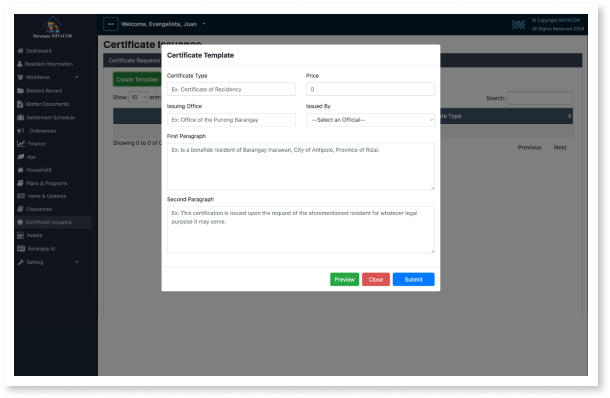 Barangay MITACOR
Welcome, Evangelista, Juan
© Copyright MITACOR
All Rights Reserved 2024
Dashboard
Resident Information
Workforce
Blotters Record
Blotter Documents
Settlement Schedule
Ordinances
Finance
4ps
Household
Plans & Programs
News & Updates
Clearances
Certificate Issuance
Assets
Barangay Id
Setting
Certificate Issuance
Certificate Requests
Create Template
Show 10 entr
Search:
te Type
Showing 0 to 0 of 0
Previous Next
Certificate Template
Certificate Type Price
Ex. Certificate of Recidency 0
Issuing Office Issued By
Ex: Office of the Punong Barangay ---Select an Official---
First Paragraph
Ex: is a bonafide resident of Barangay Inarawan, City of Antipolo, Province of Rizal.
Second Paragraph
Ex: This certification is issued upon the request of the aforementioned resident for whatever legal
purpose it may serve.
Preview Close Submit